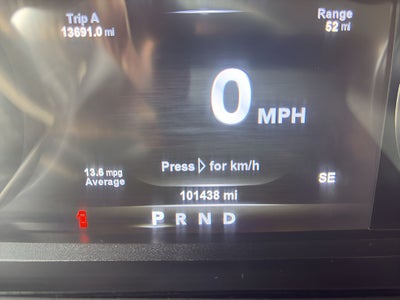 Trip A
13691.0 mi
Range
52 mi
0 MPH
Press ▷ for km/h
13.6 mpg
Average
SE
101438 mi
P R N D